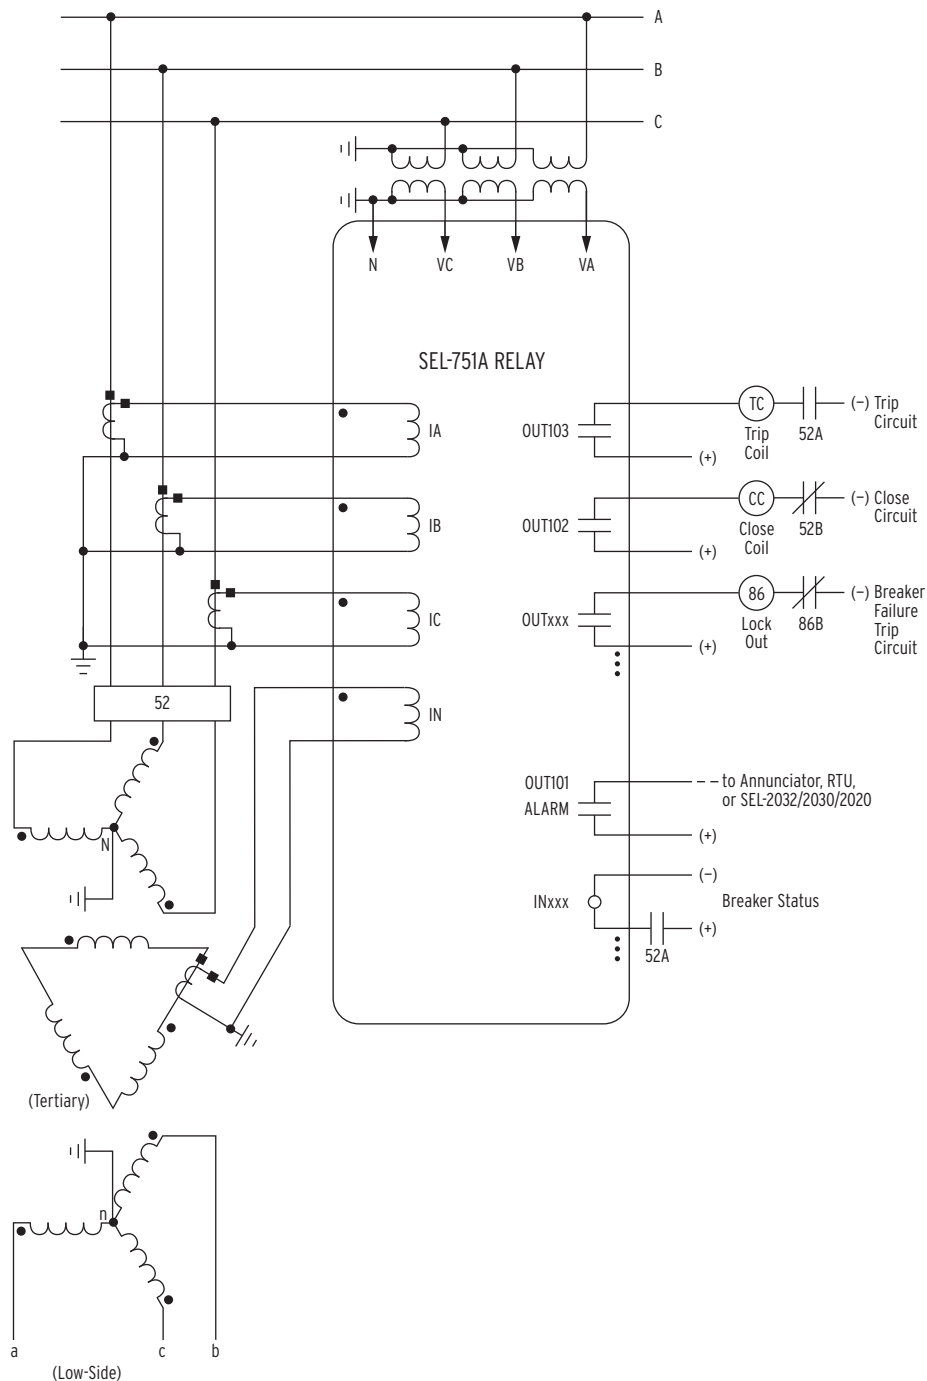 A
B
C
N
VC
VB
VA
SEL-751A RELAY
IA
OUT103
TC
Trip
Coil
52A
(–) Trip
Circuit
(+)
IB
OUT102
CC
Close
Coil
52B
(–) Close
Circuit
(+)
IC
OUTxxx
86
Lock
Out
86B
(–) Breaker
Failure
Trip
Circuit
(+)
52
IN
OUT101
ALARM
to Annunciator, RTU,
or SEL-2032/2030/2020
(+)
N
(–)
INxxx
Breaker Status
(+)
52A
(Tertiary)
n
a
c
b
(Low-Side)